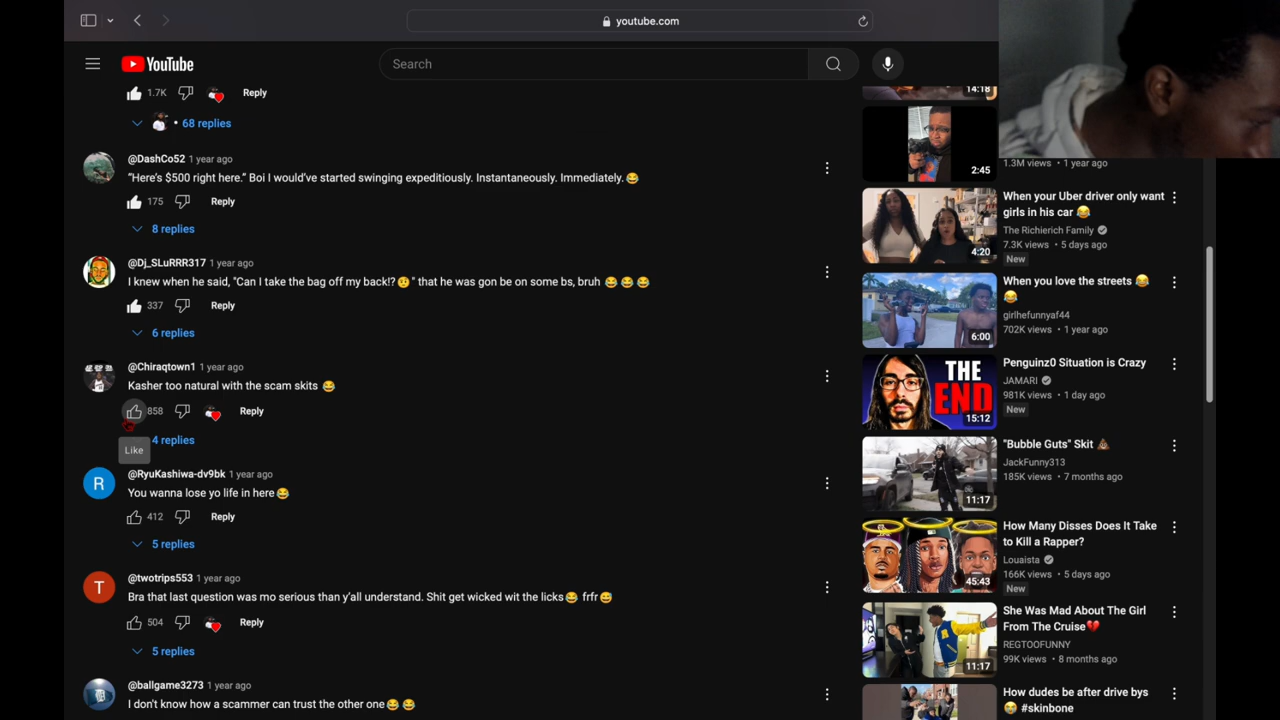 youtube.com
YouTube
Search
1.7K
Reply
68 replies
@DashCo52 1 year ago
“Here’s $500 right here.” Boi I would’ve started swinging expeditiously. Instantaneously. Immediately. 😂
175
Reply
8 replies
@Dj_SLuRRR317 1 year ago
I knew when he said, "Can I take the bag off my back!?🤨" that he was gon be on some bs, bruh 😂😂😂
337
Reply
6 replies
@Chiraqtown1 1 year ago
Kasher too natural with the scam skits 😂
858
Reply
Like
4 replies
@RyuKashiwa-dv9bk 1 year ago
You wanna lose yo life in here😂
412
Reply
5 replies
@twotrips553 1 year ago
Bra that last question was mo serious than y’all understand. Shit get wicked wit the licks😂 frfr😅
504
Reply
5 replies
@ballgame3273 1 year ago
I don't know how a scammer can trust the other one😂😂
14:18
2:45
1.3M views • 1 year ago
When your Uber driver only want
girls in his car 😂
The Richierich Family
7.3K views • 5 days ago
New
4:20
When you love the streets 😂
😂
girlhefunnyaf44
702K views • 1 year ago
6:00
THE
END
15:12
Penguinz0 Situation is Crazy
JAMARI
981K views • 1 day ago
New
"Bubble Guts" Skit 💩
JackFunny313
185K views • 7 months ago
11:17
How Many Disses Does It Take
to Kill a Rapper?
Louaista
166K views • 5 days ago
New
45:43
She Was Mad About The Girl
From The Cruise💔
REGTOOFUNNY
99K views • 8 months ago
11:17
How dudes be after drive bys
😭 #skinbone